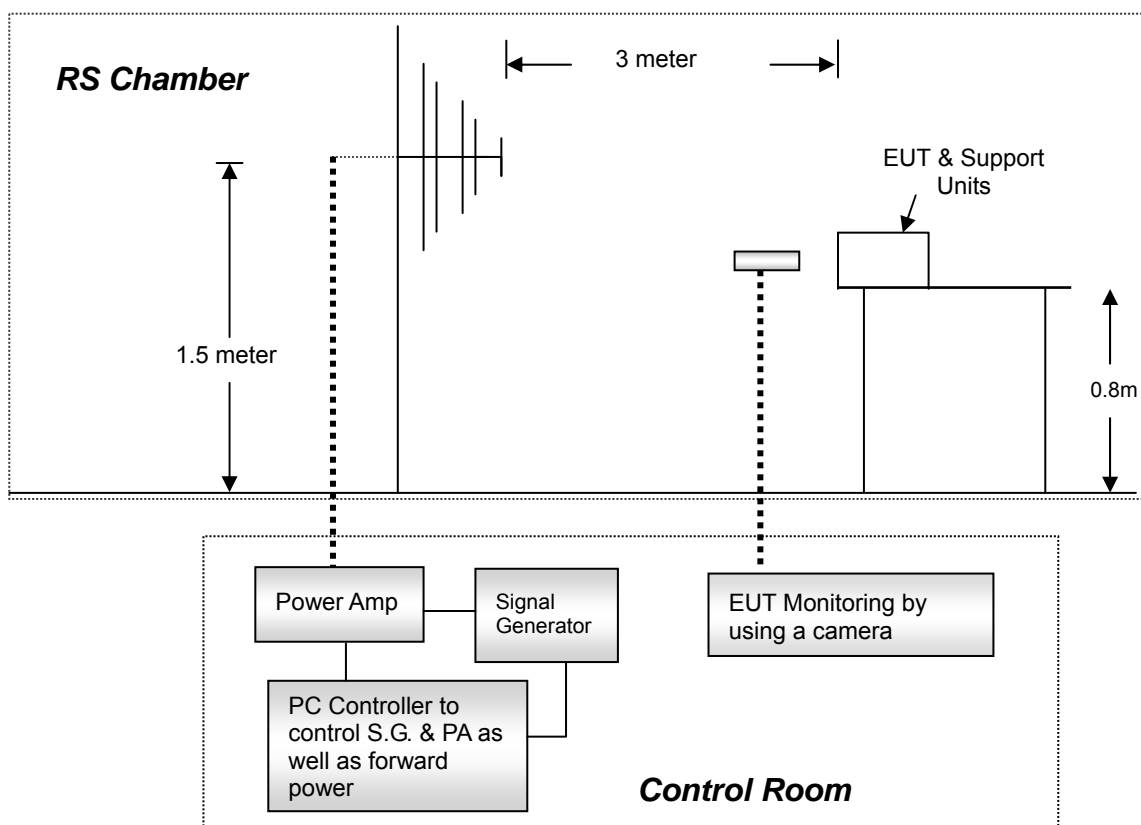 3 meter
RS Chamber
EUT & Support
Units
1.5 meter
0.8m
Power Amp
Signal
Generator
EUT Monitoring by
using a camera
PC Controller to
control S.G. & PA as
well as forward
power
Control Room